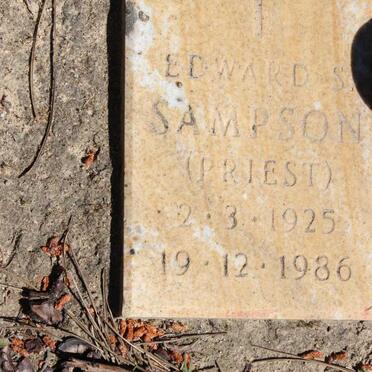 EDWARD S.
SAMPSON
(PRIEST)
2·3·1925
19·12·1986